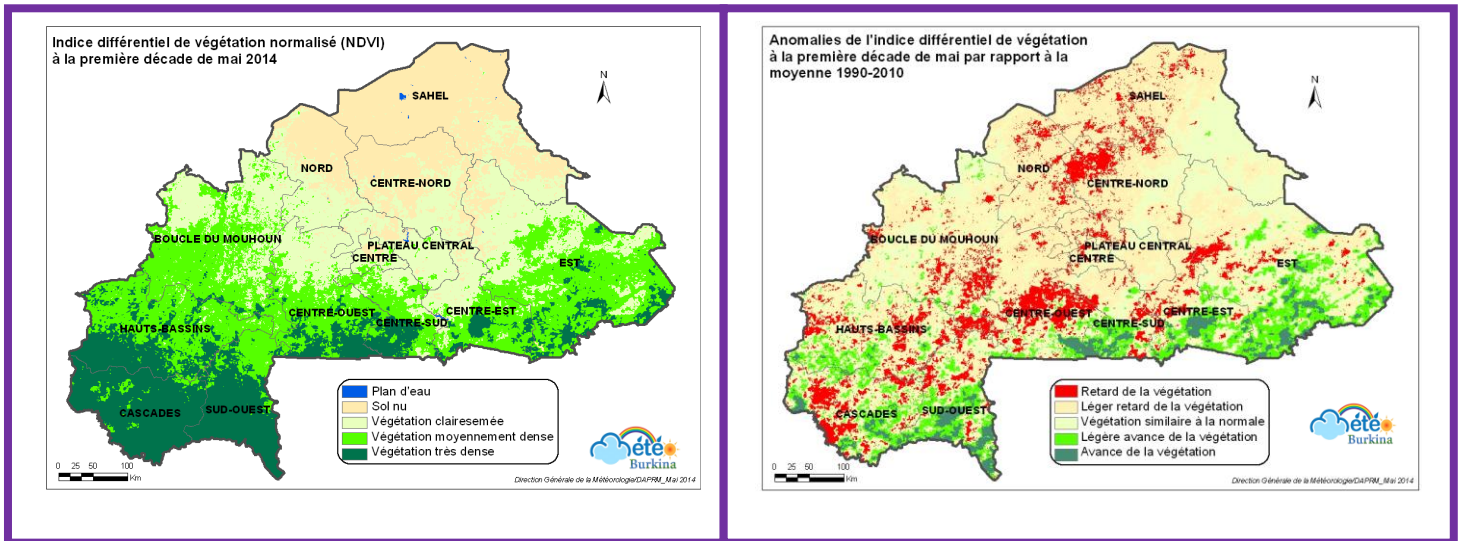 Indice différentiel de végétation normalisé (NDVI)
à la première décade de mai 2014
N
SAHEL
NORD
CENTRE-NORD
BOUCLE DU MOUHOUN
PLATEAU CENTRAL
CENTRE
EST
CENTRE-OUEST
CENTRE-SUD
CENTRE-EST
HAUTS-BASSINS
CASCADES
SUD-OUEST
Plan d'eau
Sol nu
Végétation clairesemée
Végétation moyennement dense
Végétation très dense
été
Burkina
0 25 50 100
Km
Direction Générale de la Météorologie/DAPRM_Mai 2014
Anomalies de l'indice différentiel de végétation
à la première décade de mai par rapport à la
moyenne 1990-2010
N
SAHEL
NORD
CENTRE-NORD
BOUCLE DU MOUHOUN
PLATEAU CENTRAL
CENTRE
EST
CENTRE-OUEST
CENTRE-SUD
CENTRE-EST
HAUTS-BASSINS
CASCADES
SUD-OUEST
Retard de la végétation
Léger retard de la végétation
Végétation similaire à la normale
Légère avance de la végétation
Avance de la végétation
été
Burkina
0 25 50 100
Km
Direction Générale de la Météorologie/DAPRM_Mai 2014